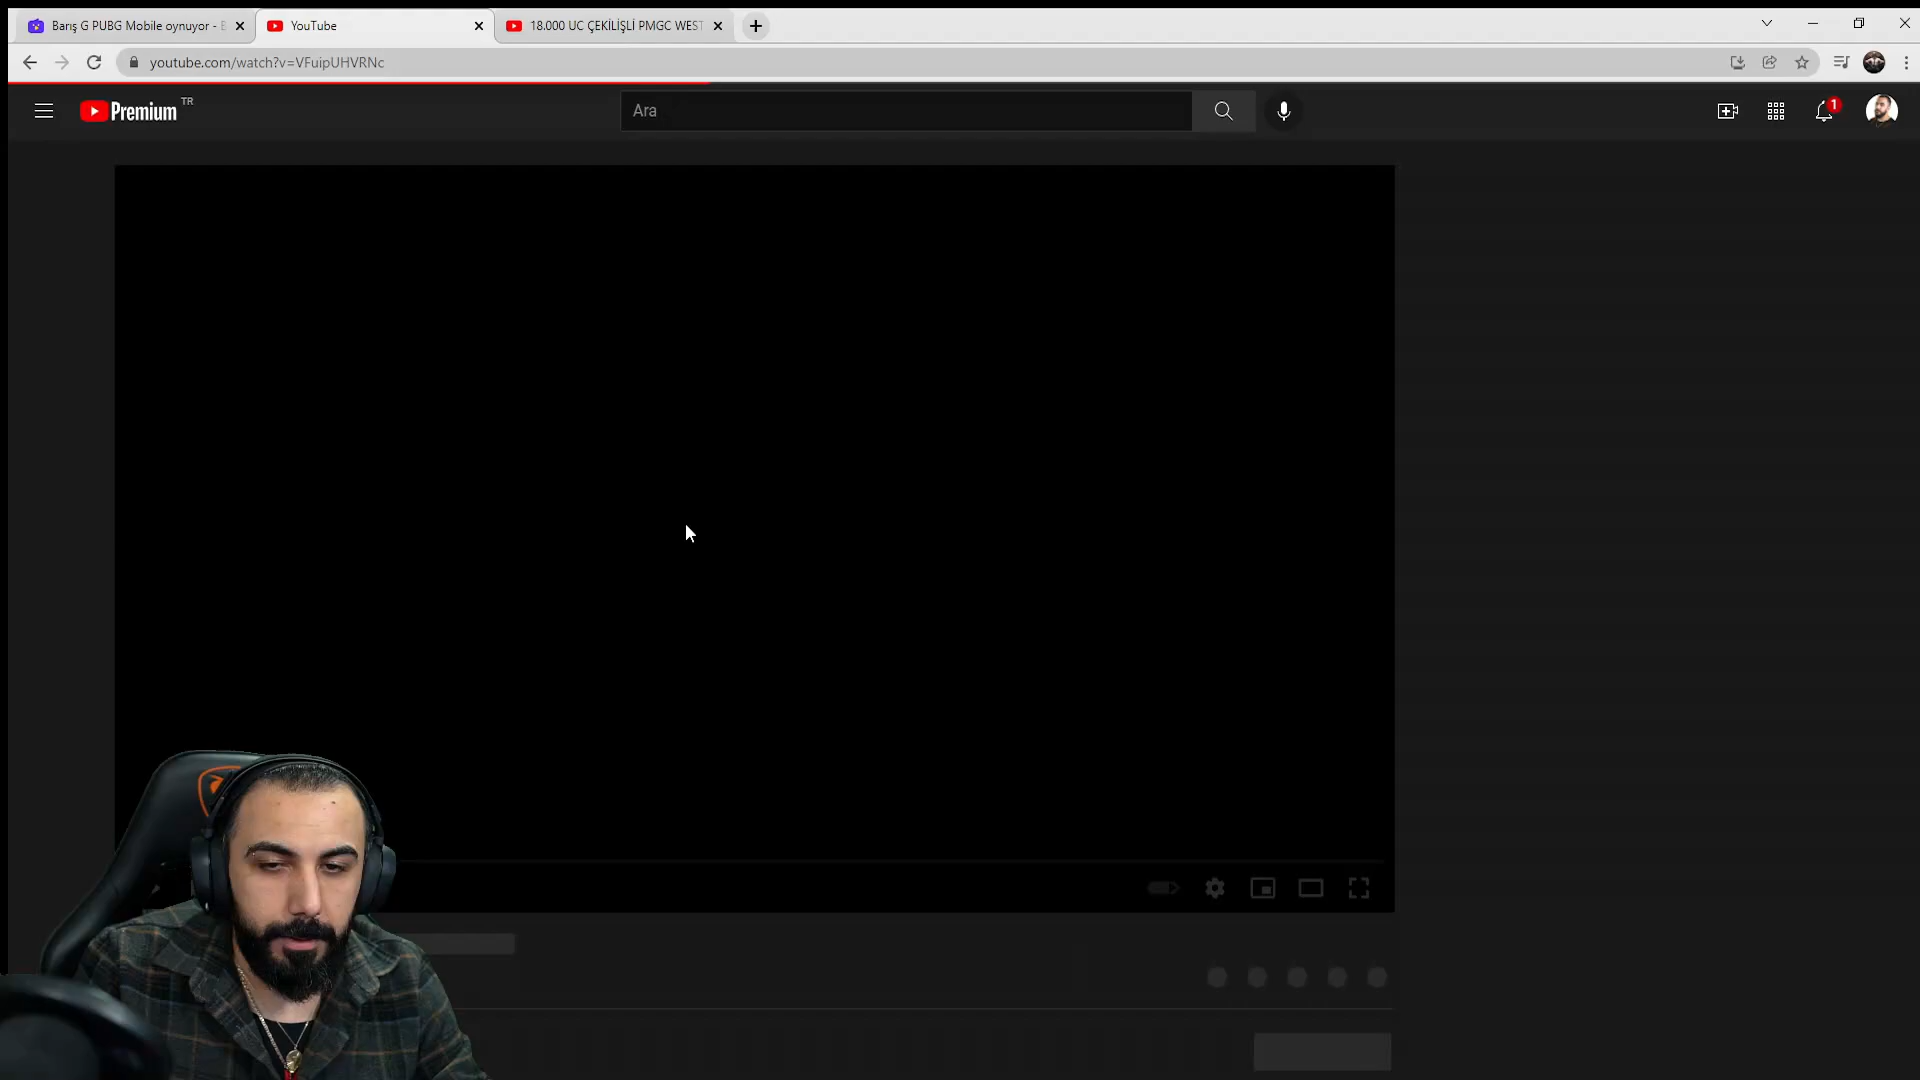 Barış G PUBG Mobile oynuyor -
YouTube
18.000 UC ÇEKİLİŞLİ PMGC WEST
youtube.com/watch?v=VFuipUHVRNc
Premium TR
Ara
1